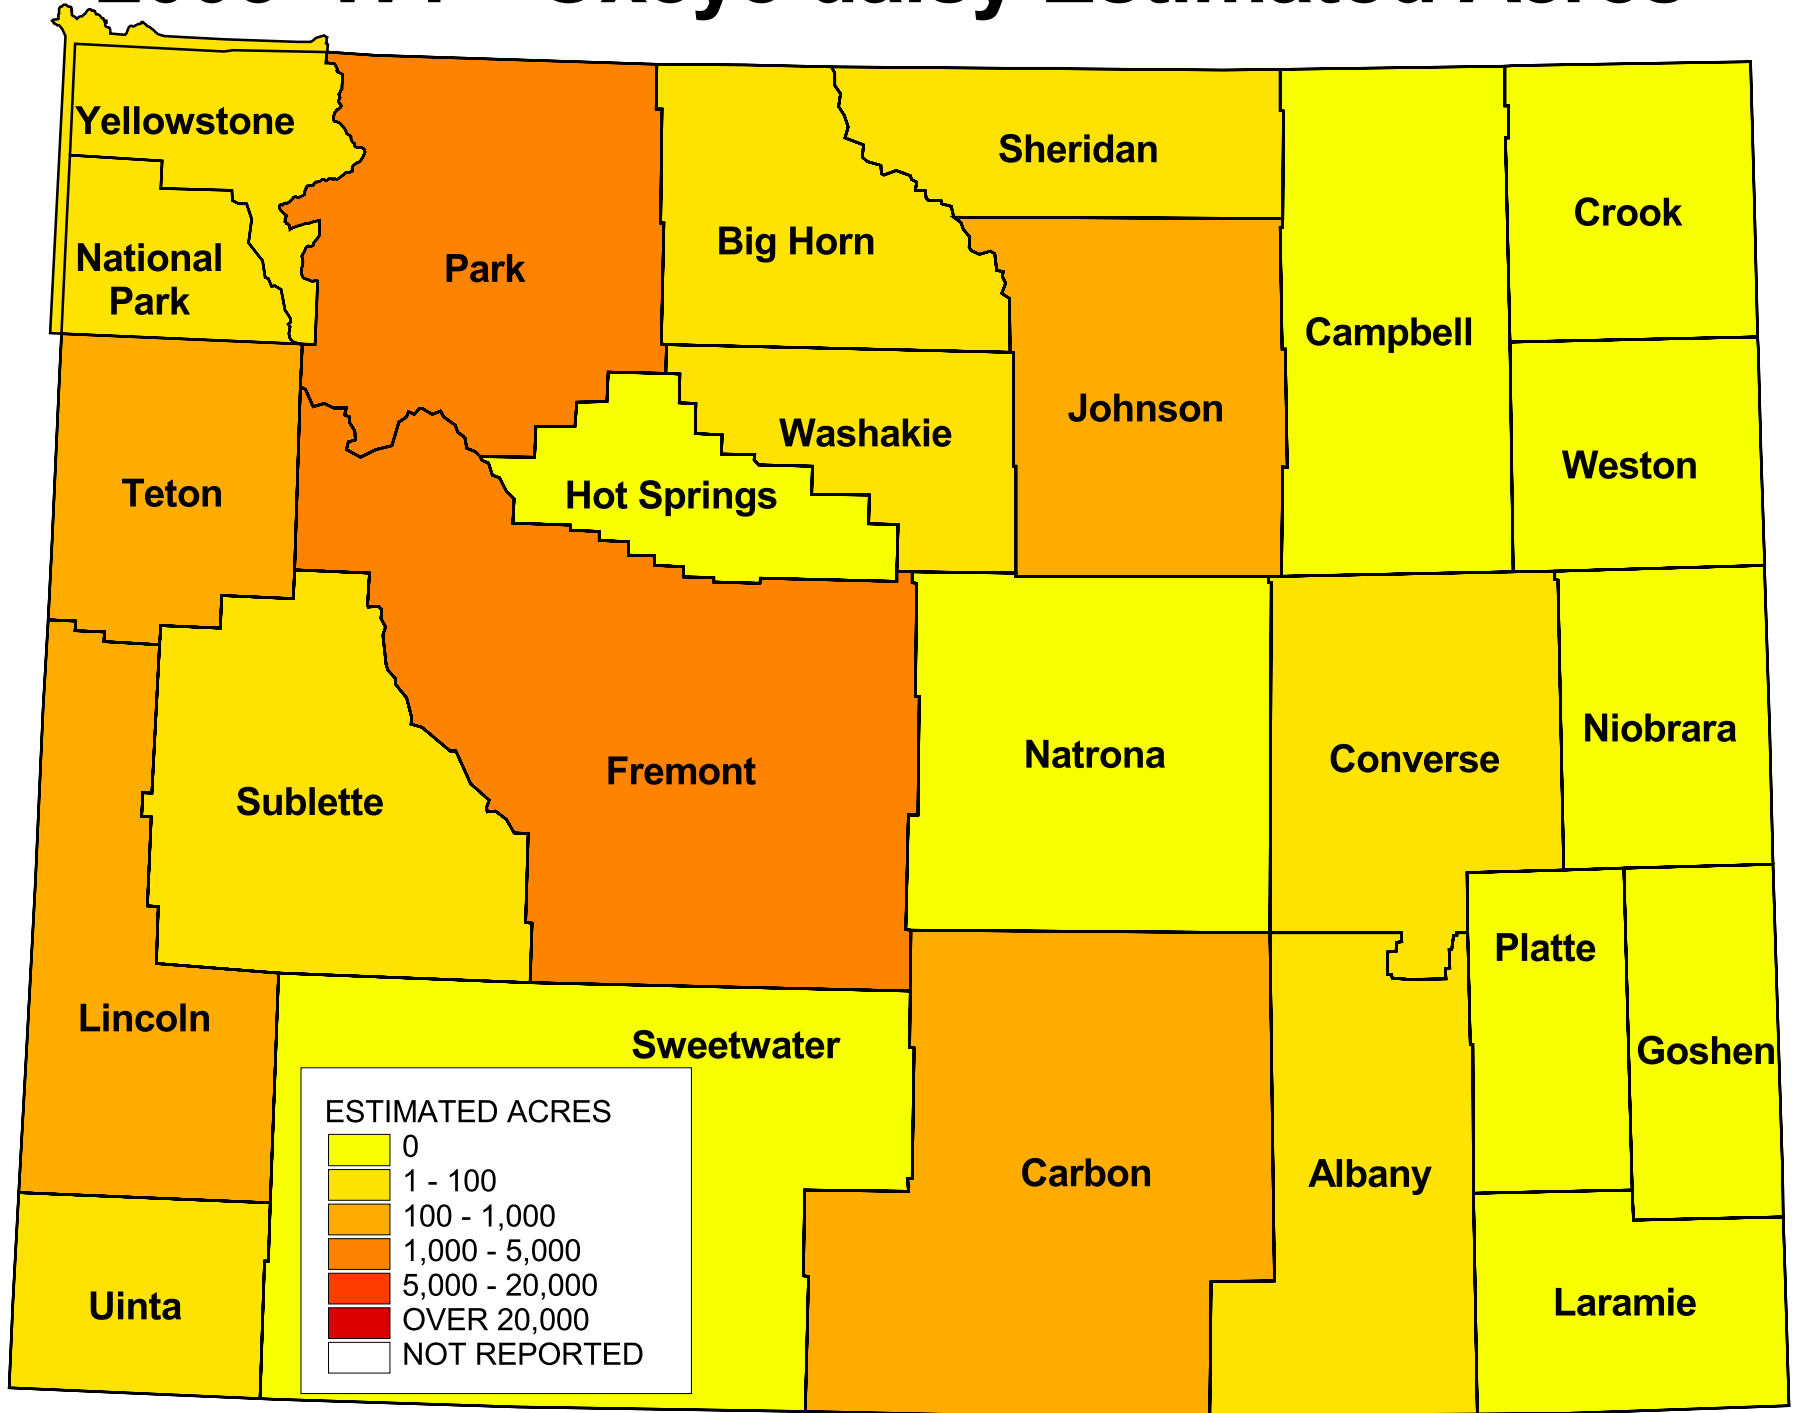 Yellowstone
National
Park
Park
Big Horn
Sheridan
Campbell
Crook
Johnson
Washakie
Hot Springs
Weston
Teton
Fremont
Sublette
Natrona
Converse
Niobrara
Lincoln
Sweetwater
Platte
Goshen
Carbon
Albany
Uinta
Laramie
ESTIMATED ACRES
0
1 - 100
100 - 1,000
1,000 - 5,000
5,000 - 20,000
OVER 20,000
NOT REPORTED